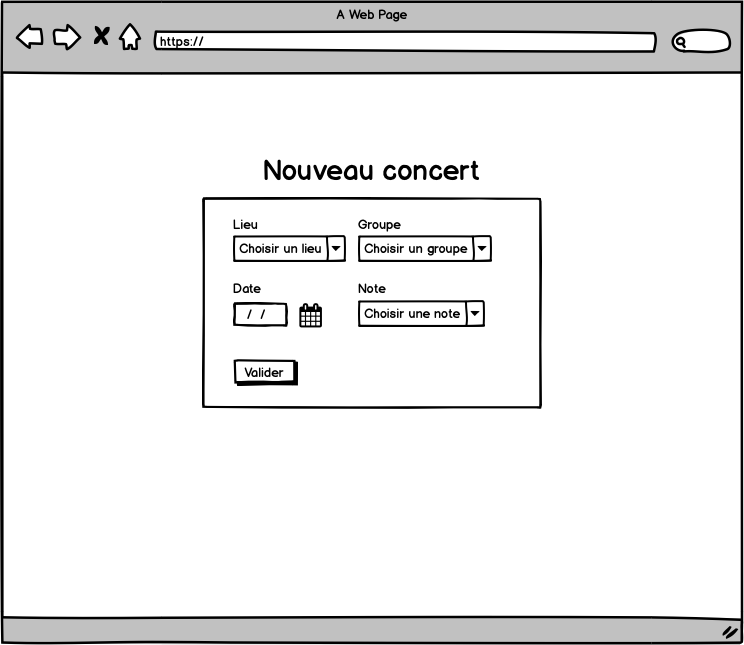 A Web Page
https://
Nouveau concert
Lieu Groupe
Choisir un lieu Choisir un groupe
Date Note
/ / Choisir une note
Valider